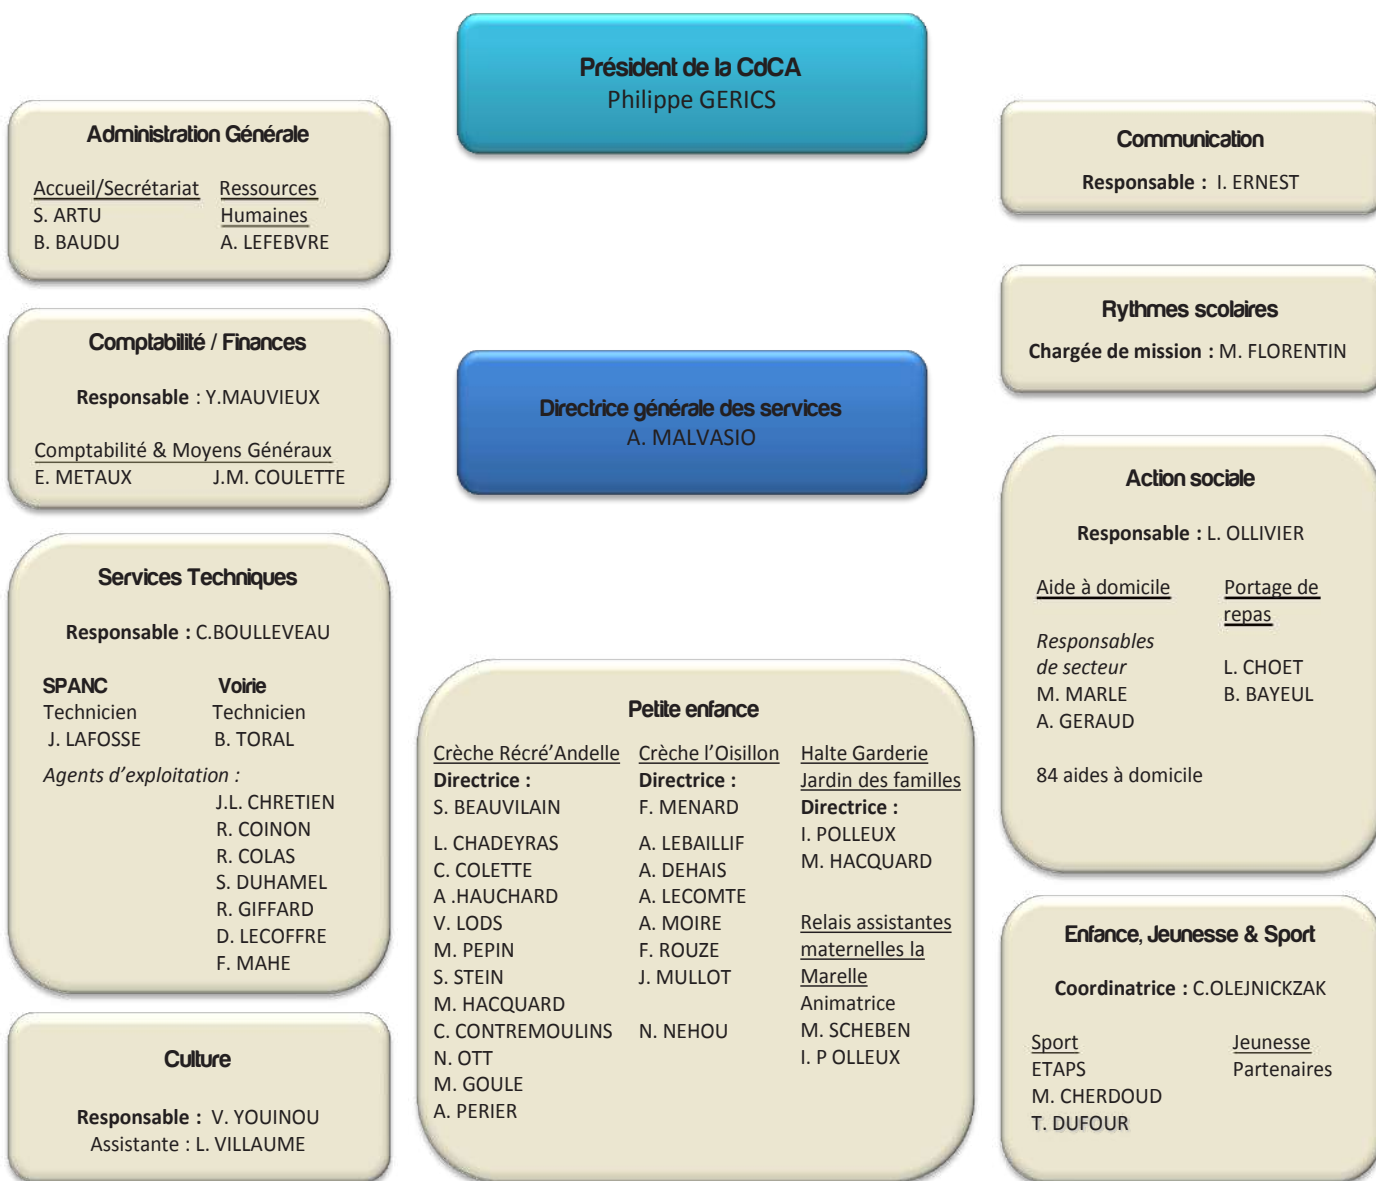 Président de la CdCA
Philippe GERICS
Administration Générale
Accueil/Secrétariat
S. ARTU
B. BAUDU
Ressources
Humaines
A. LEFEBVRE
Comptabilité / Finances
Responsable : Y.MAUVIEUX
Comptabilité & Moyens Généraux
E. METAUX J.M. COULETTE
Services Techniques
Responsable : C.BOULLEVEAU
SPANC
Technicien
J. LAFOSSE
Voirie
Technicien
B. TORAL
Agents d’exploitation :
J.L. CHRETIEN
R. COINON
R. COLAS
S. DUHAMEL
R. GIFFARD
D. LECOFFRE
F. MAHE
Culture
Responsable : V. YOUINOU
Assistante : L. VILLAUME
Directrice générale des services
A. MALVASIO
Petite enfance
Crèche Récré’Andelle
Directrice :
S. BEAUVILAIN
L. CHADEYRAS
C. COLETTE
A .HAUCHARD
V. LODS
M. PEPIN
S. STEIN
M. HACQUARD
C. CONTREMOULINS
N. OTT
M. GOULE
A. PERIER
Crèche l’Oisillon
Directrice :
F. MENARD
A. LEBAILLIF
A. DEHAIS
A. LECOMTE
A. MOIRE
F. ROUZE
J. MULLOT
N. NEHOU
Halte Garderie
Jardin des familles
Directrice :
I. POLLEUX
M. HACQUARD
Relais assistantes
maternelles la
Marelle
Animatrice
M. SCHEBEN
I. P OLLEUX
Communication
Responsable : I. ERNEST
Rythmes scolaires
Chargée de mission : M. FLORENTIN
Action sociale
Responsable : L. OLLIVIER
Aide à domicile
Responsables
de secteur
M. MARLE
A. GERAUD
84 aides à domicile
Portage de
repas
L. CHOET
B. BAYEUL
Enfance, Jeunesse & Sport
Coordinatrice : C.OLEJNICKZAK
Sport
ETAPS
M. CHERDOUD
T. DUFOUR
Jeunesse
Partenaires